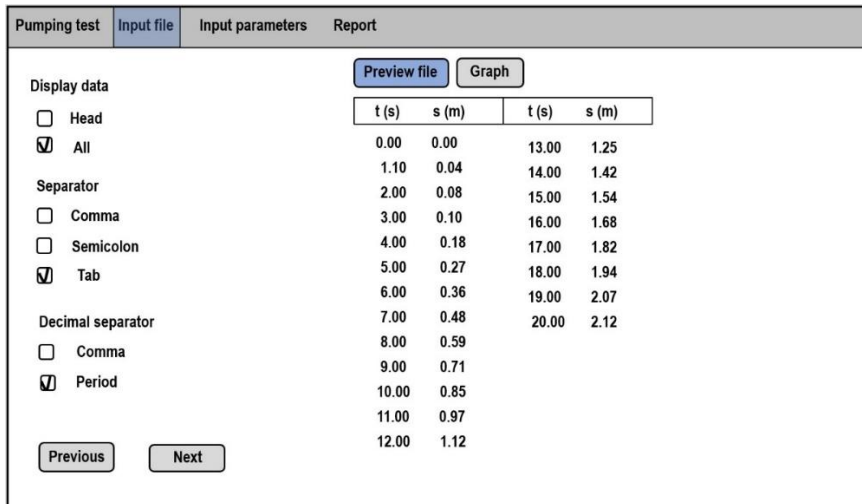 Pumping test Input file Input parameters Report
Display data
Head
All
Separator
Comma
Semicolon
Tab
Decimal separator
Comma
Period
Previous Next
Preview file Graph
t (s) s (m) t (s) s (m)
0.00 0.00 13.00 1.25
1.10 0.04 14.00 1.42
2.00 0.08 15.00 1.54
3.00 0.10 16.00 1.68
4.00 0.18 17.00 1.82
5.00 0.27 18.00 1.94
6.00 0.36 19.00 2.07
7.00 0.48 20.00 2.12
8.00 0.59
9.00 0.71
10.00 0.85
11.00 0.97
12.00 1.12